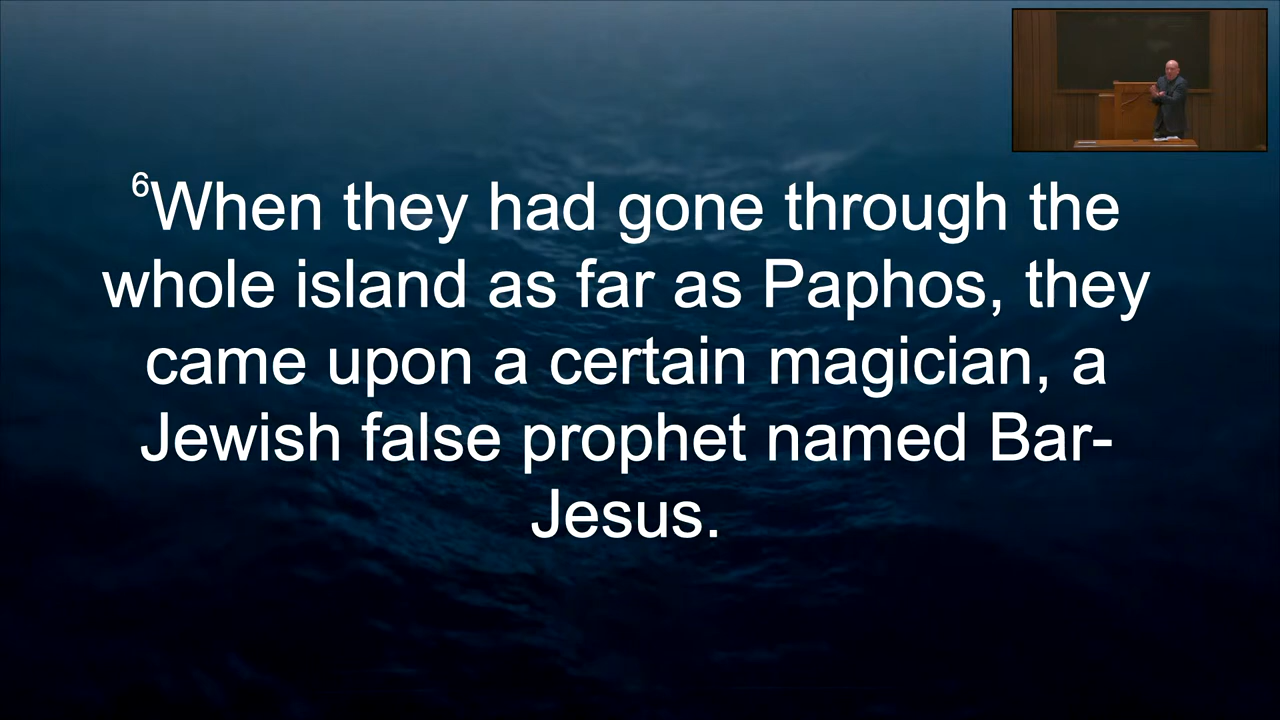 6When they had gone through the
whole island as far as Paphos, they
came upon a certain magician, a
Jewish false prophet named Bar-
Jesus.